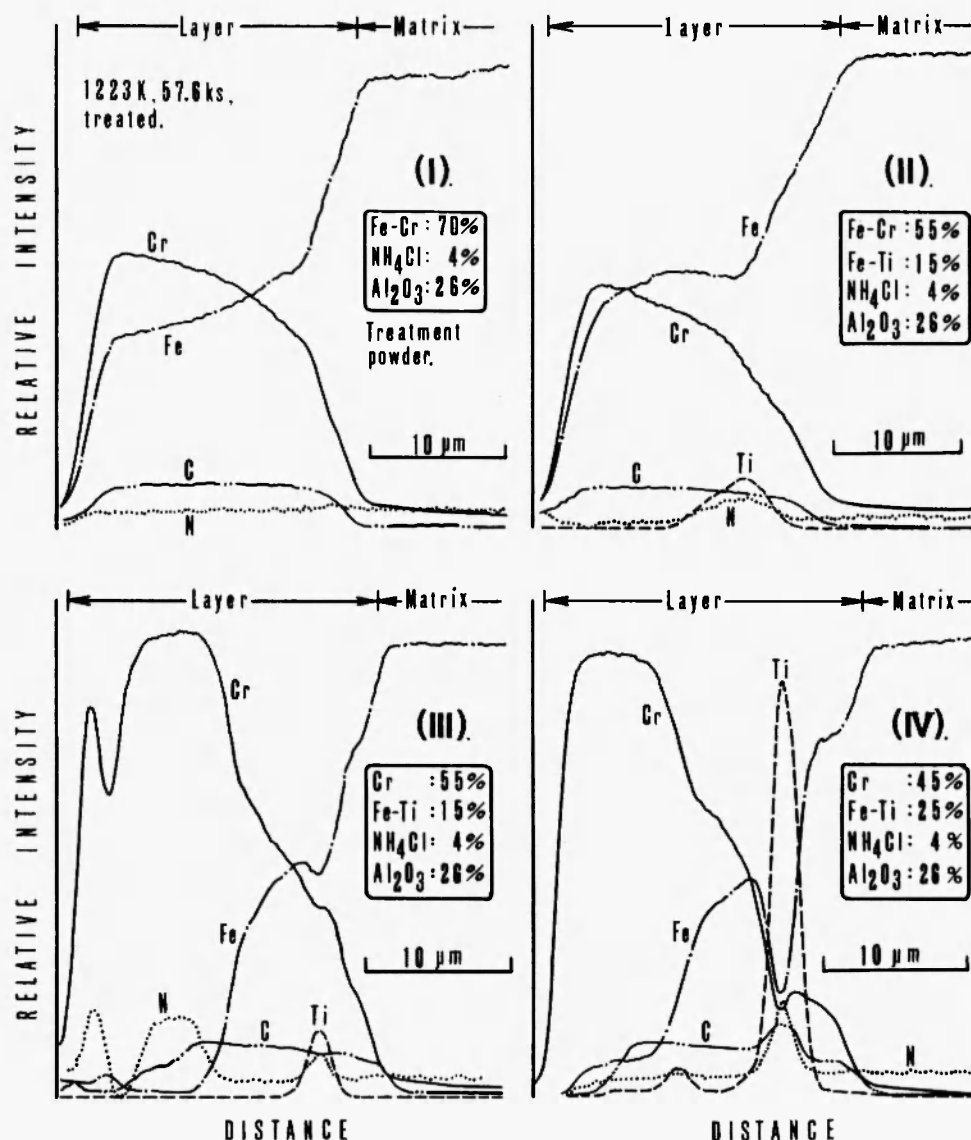 Layer Matrix
1223K, 57.6ks,
treated.
(I).
Fe-Cr : 70%
NH4Cl: 4%
Al2O3: 26%
Treatment
powder.
Cr
Fe
C
N
10 μm
RELATIVE INTENSITY
layer Matrix
(II).
Fe-Cr : 55%
Fe-Ti : 15%
NH4Cl: 4%
Al2O3: 26%
Fe
Cr
C
Ti
N
10 μm
Layer Matrix
(III).
Cr : 55%
Fe-Ti : 15%
NH4Cl: 4%
Al2O3: 26%
Cr
Fe
N
C
Ti
10 μm
RELATIVE INTENSITY
DISTANCE
Layer Matrix
(IV).
Cr : 45%
Fe-Ti : 25%
NH4Cl: 4%
Al2O3: 26%
Ti
Cr
Fe
C
N
10 μm
DISTANCE